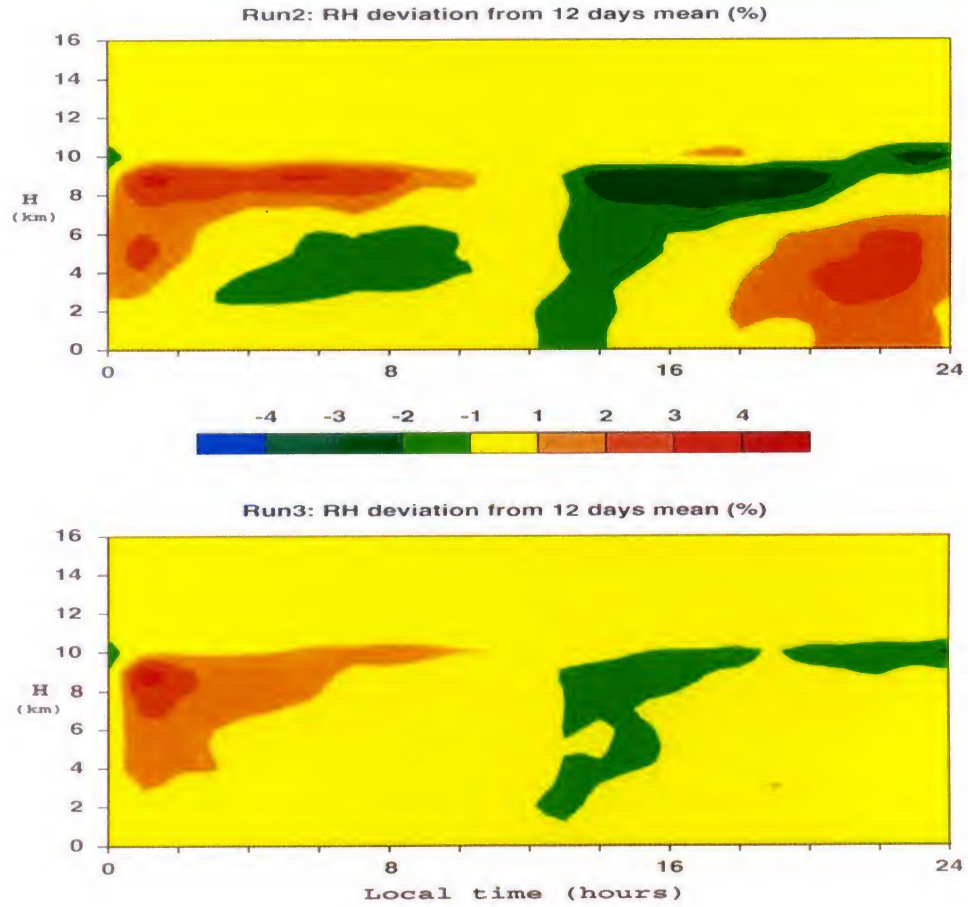 Run2: RH deviation from 12 days mean (%)
16
14
12
10
8
6
4
2
0
H
(km)
0 8 16 24
-4 -3 -2 -1 1 2 3 4
Run3: RH deviation from 12 days mean (%)
16
14
12
10
8
6
4
2
0
H
(km)
0 8 16 24
Local time (hours)